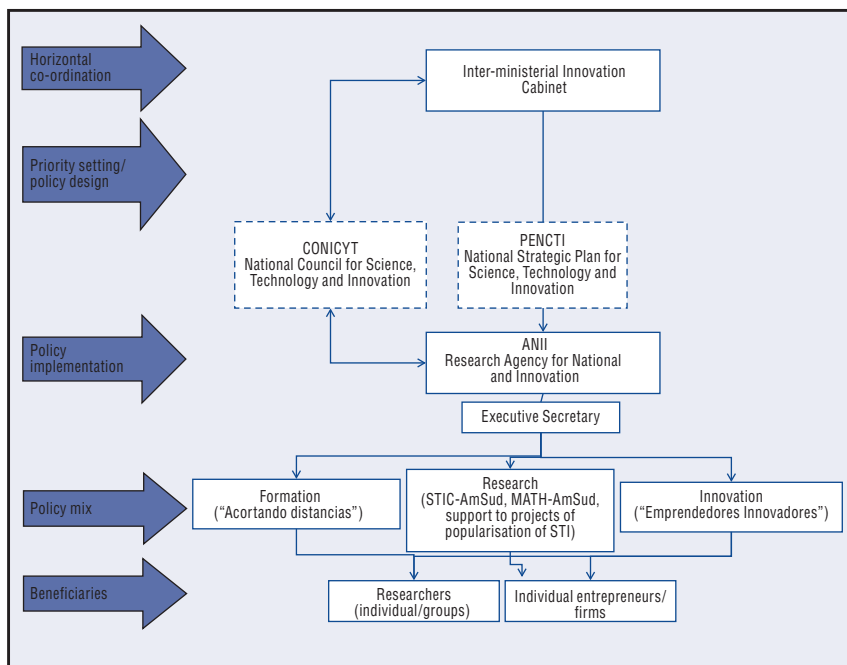 Horizontal
co-ordination
Inter-ministerial Innovation
Cabinet
Priority setting/
policy design
CONICYT
National Council for Science,
Technology and Innovation
PENCTI
National Strategic Plan for
Science, Technology and
Innovation
Policy
implementation
ANII
Research Agency for National
and Innovation
Executive Secretary
Policy mix
Formation
(“Acortando distancias”)
Research
(STIC-AmSud, MATH-AmSud,
support to projects of
popularisation of STI)
Innovation
(“Emprendedores Innovadores”)
Beneficiaries
Researchers
(individual/groups)
Individual entrepreneurs/
firms